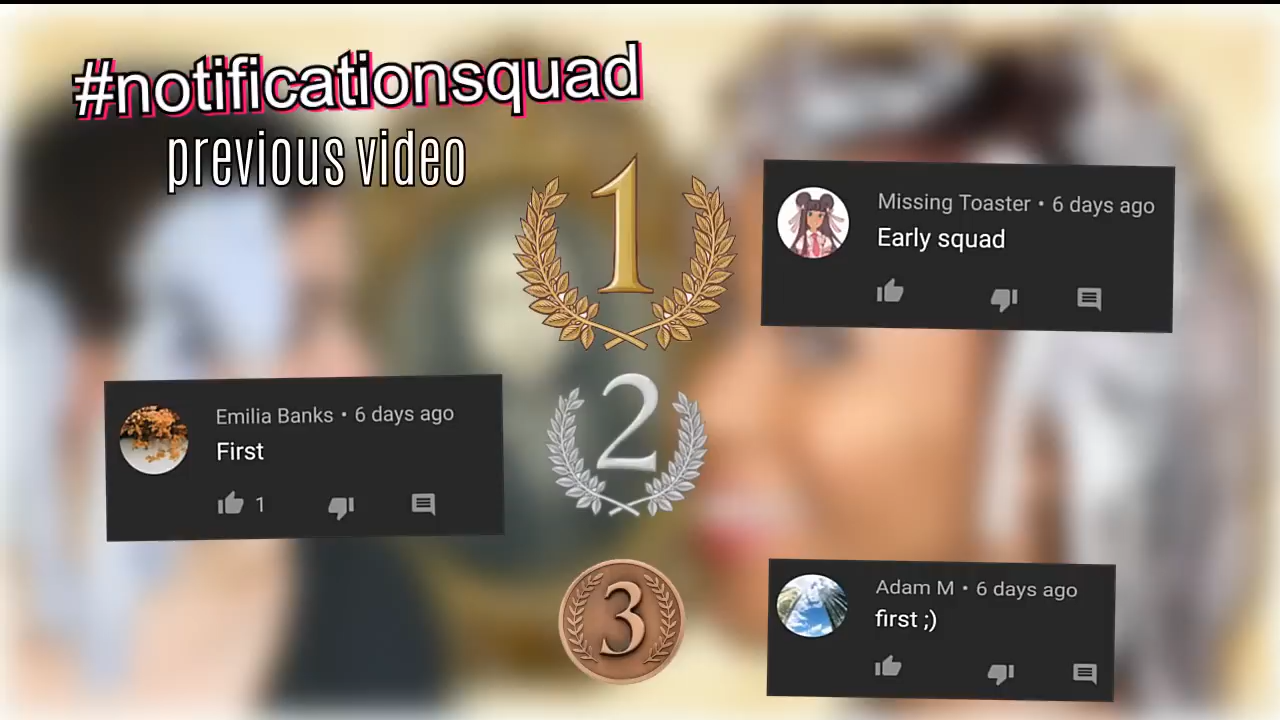 #notificationsquad
previous video
1
Missing Toaster • 6 days ago
Early squad
2
Emilia Banks • 6 days ago
First
1
3
Adam M • 6 days ago
first ;)